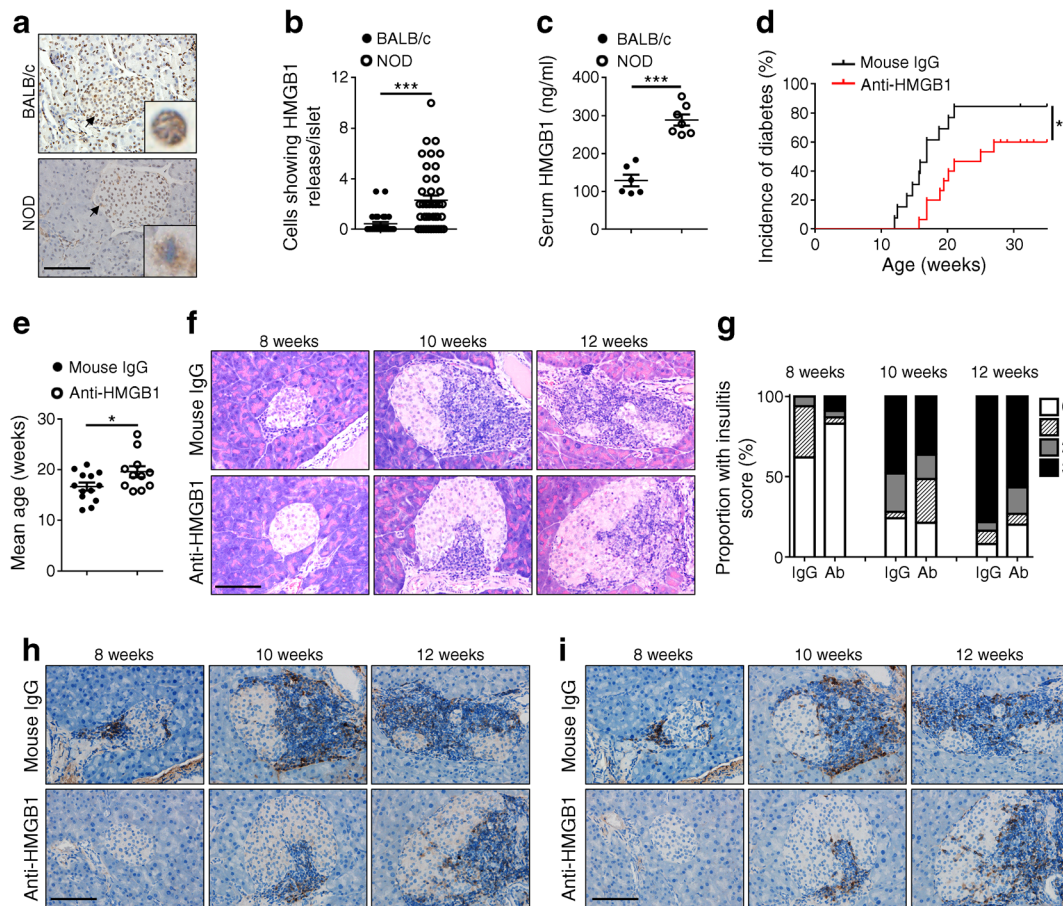 a
BALB/c
NOD
b
BALB/c
NOD
***
Cells showing HMGB1
release/islet
12
8
4
0
c
BALB/c
NOD
***
Serum HMGB1 (ng/ml)
400
300
200
100
0
d
Mouse IgG
Anti-HMGB1
Incidence of diabetes (%)
100
80
60
40
20
0
*
0
10
20
30
Age (weeks)
e
Mouse IgG
Anti-HMGB1
*
Mean age (weeks)
30
20
10
0
f
8 weeks
10 weeks
12 weeks
Mouse IgG
Anti-HMGB1
g
8 weeks
10 weeks
12 weeks
Proportion with insulitis
score (%)
100
50
0
IgG
Ab
IgG
Ab
IgG
Ab
h
8 weeks
10 weeks
12 weeks
Mouse IgG
Anti-HMGB1
i
8 weeks
10 weeks
12 weeks
Mouse IgG
Anti-HMGB1